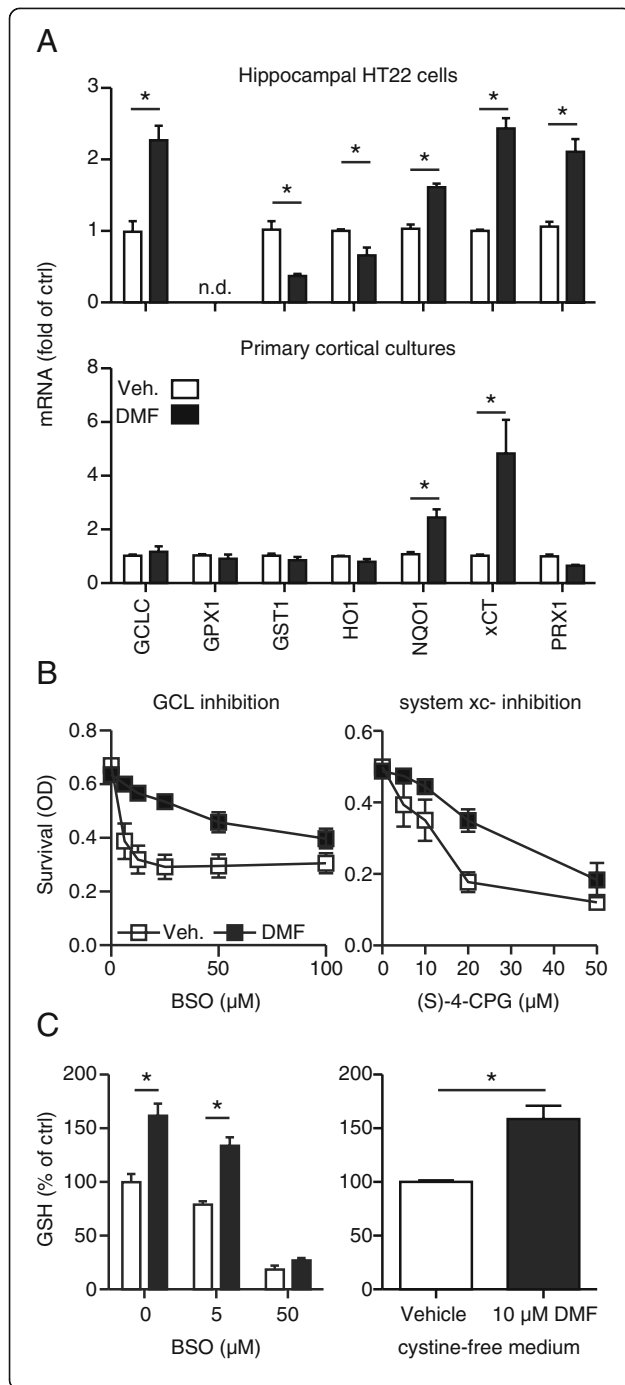 A
Hippocampal HT22 cells
3
2
1
0
* * * * * *
n.d.
mRNA (fold of ctrl)
Primary cortical cultures
8
6
4
2
0
Veh.
DMF
* *
GCLC GPX1 GST1 HO1 NQO1 xCT PRX1
B
GCL inhibition
0.8
0.6
0.4
0.2
0.0
Survival (OD)
Veh. DMF
0 50 100
BSO (µM)
system xc- inhibition
0.6
0.4
0.2
0.0
0 10 20 30 40 50
(S)-4-CPG (µM)
C
200
150
100
50
0
GSH (% of ctrl)
* *
0 5 50
BSO (µM)
200
150
100
50
0
*
Vehicle 10 µM DMF
cystine-free medium